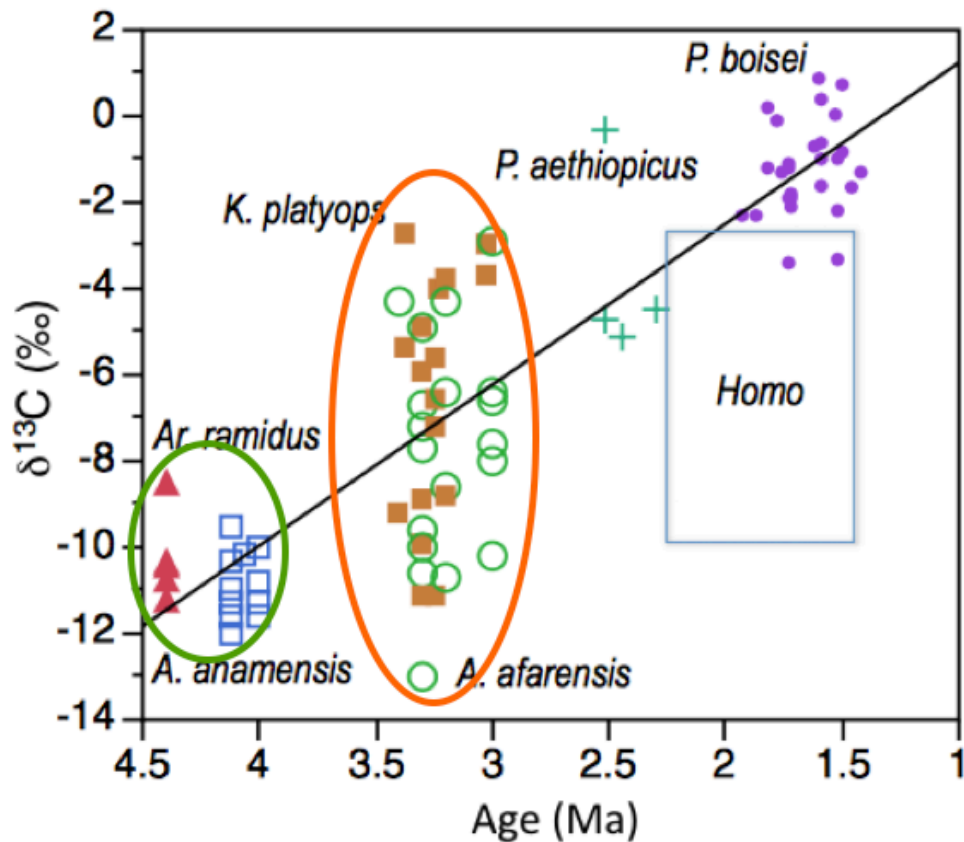 2
0
-2
-4
-6
-8
-10
-12
-14
δ¹³C (‰)
P. boisei
P. aethiopicus
K. platyops
Homo
Ar. ramidus
A. anamensis
A. afarensis
4.5 4 3.5 3 2.5 2 1.5 1
Age (Ma)